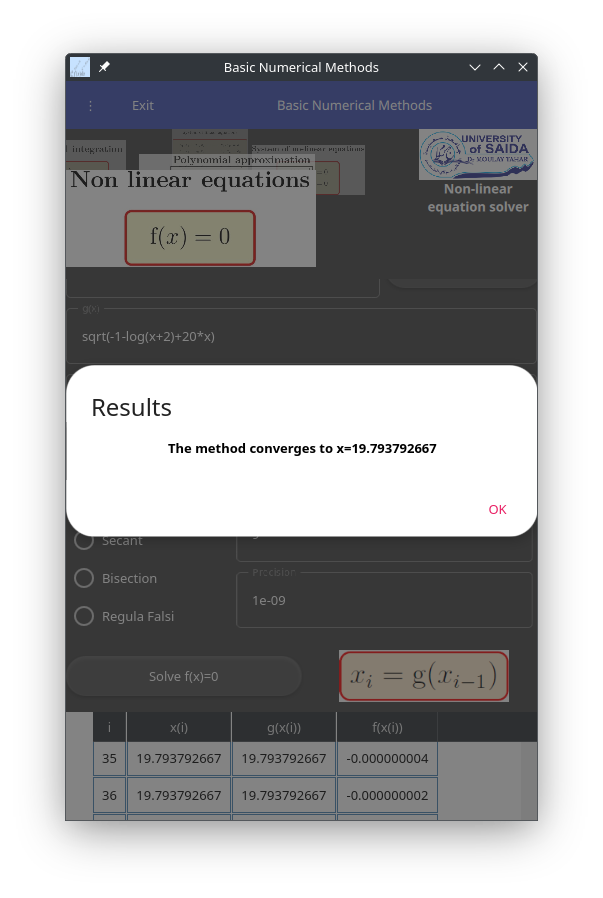 Basic Numerical Methods
Exit
Basic Numerical Methods
l integration
System of nonlinear equations
Polynomial approximation
Non linear equations
f(x) = 0
UNIVERSITY
of SAIDA
Dr MOULAY TAHAR
Non-linear
equation solver
g(x)
sqrt(-1-log(x+2)+20*x)
Results
The method converges to x=19.793792667
OK
Secant
Bisection
Regula Falsi
Precision
1e-09
Solve f(x)=0
xᵢ = g(xᵢ₋₁)
i x(i) g(x(i)) f(x(i))
35 19.793792667 19.793792667 -0.000000004
36 19.793792667 19.793792667 -0.000000002